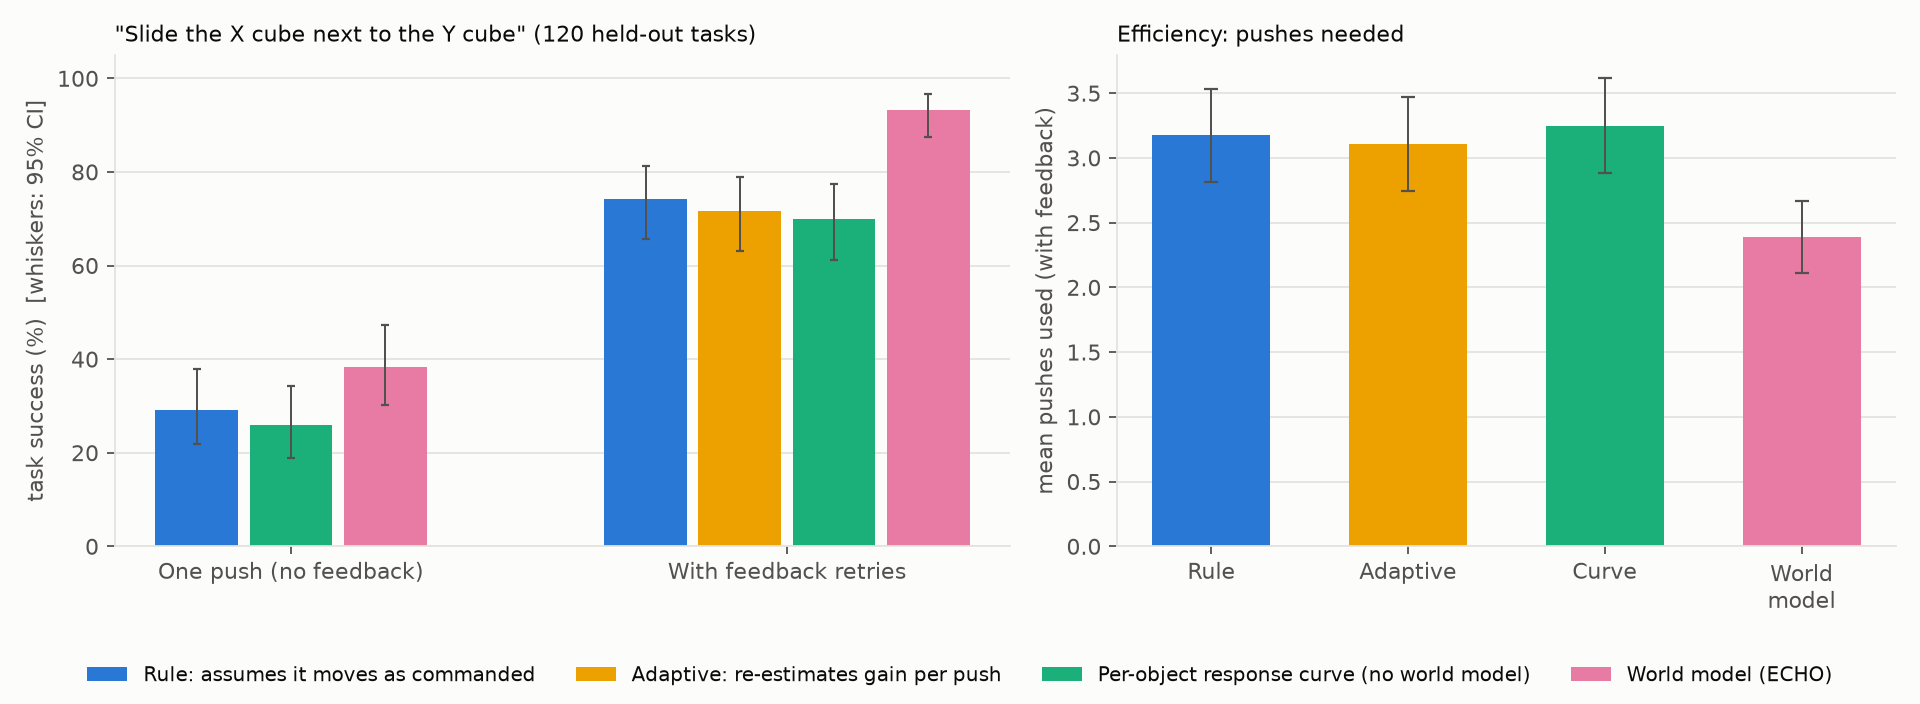 "Slide the X cube next to the Y cube" (120 held-out tasks)
task success (%)  [whiskers: 95% CI]
100
80
60
40
20
0
One push (no feedback)
With feedback retries
Efficiency: pushes needed
mean pushes used (with feedback)
3.5
3.0
2.5
2.0
1.5
1.0
0.5
0.0
Rule
Adaptive
Curve
World
model
Rule: assumes it moves as commanded
Adaptive: re-estimates gain per push
Per-object response curve (no world model)
World model (ECHO)